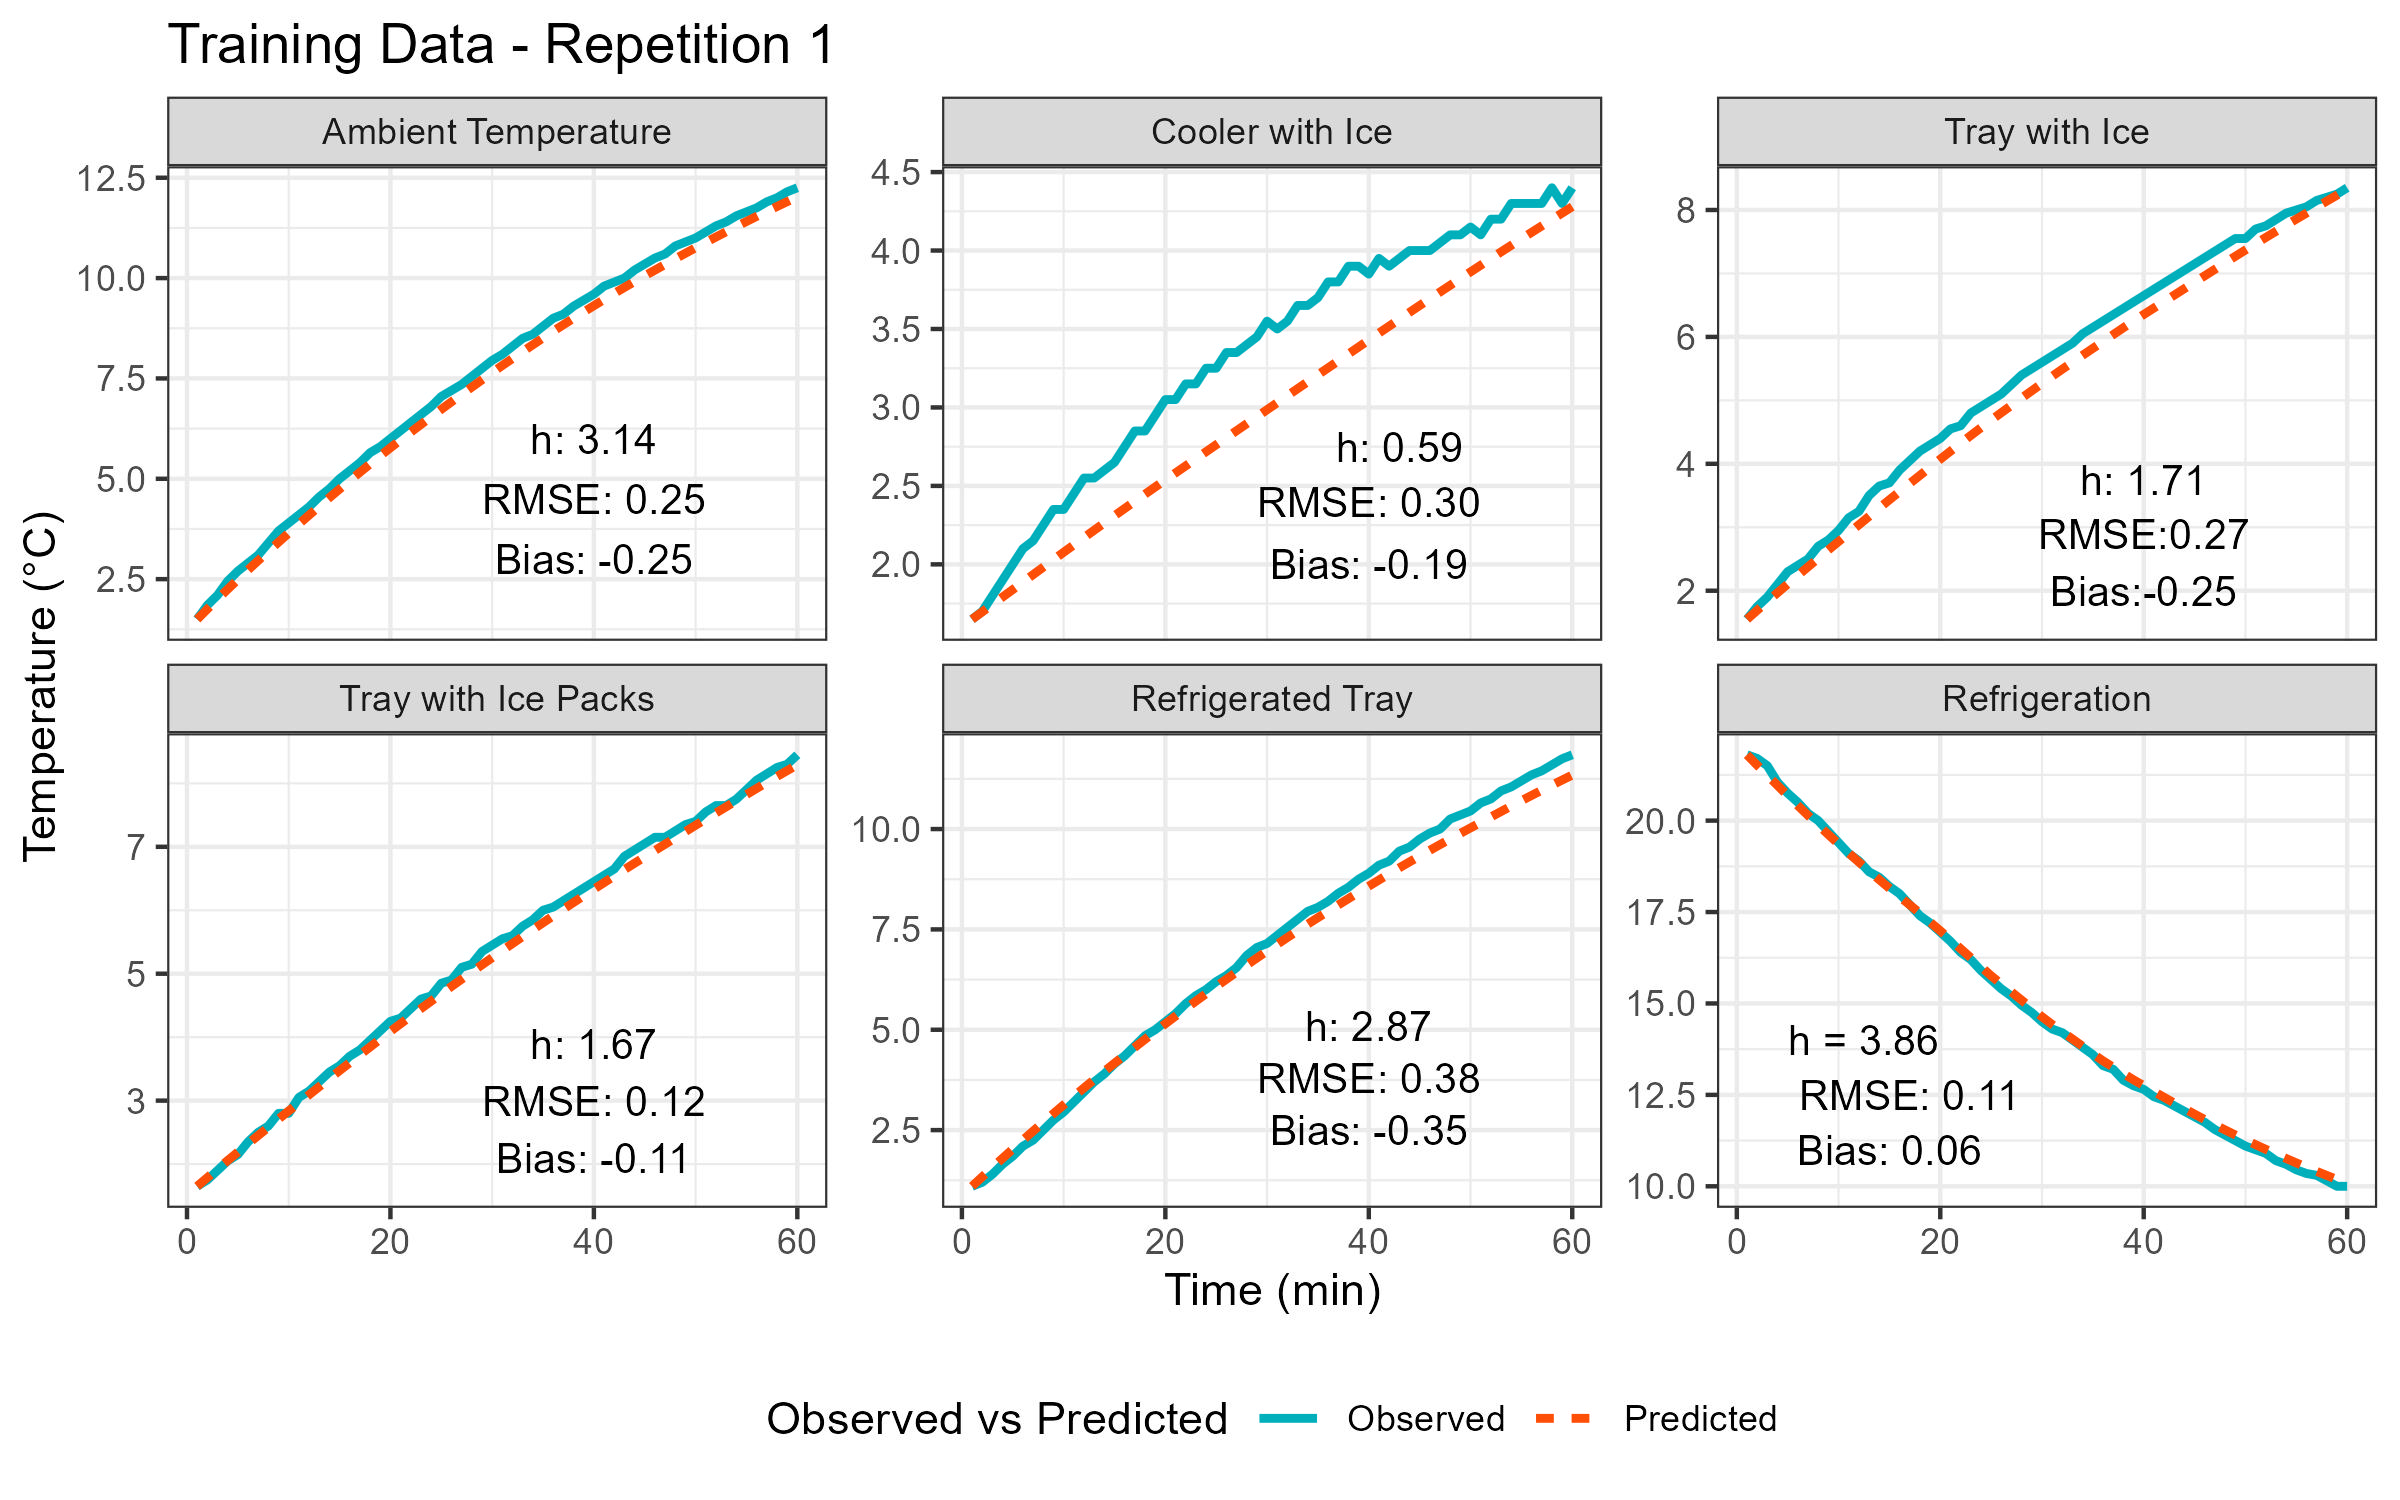 Training Data - Repetition 1
Temperature (°C)
Ambient Temperature
12.5
10.0
7.5
5.0
2.5
h: 3.14
RMSE: 0.25
Bias: -0.25
Cooler with Ice
4.5
4.0
3.5
3.0
2.5
2.0
h: 0.59
RMSE: 0.30
Bias: -0.19
Tray with Ice
8
6
4
2
h: 1.71
RMSE:0.27
Bias:-0.25
Tray with Ice Packs
7
5
3
h: 1.67
RMSE: 0.12
Bias: -0.11
0 20 40 60
Refrigerated Tray
10.0
7.5
5.0
2.5
h: 2.87
RMSE: 0.38
Bias: -0.35
0 20 40 60
Refrigeration
20.0
17.5
15.0
12.5
10.0
h = 3.86
RMSE: 0.11
Bias: 0.06
0 20 40 60
Time (min)
Observed vs Predicted Observed Predicted